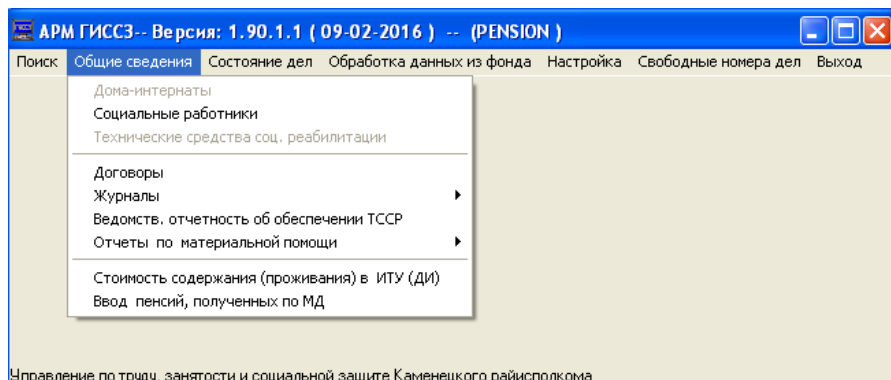 АРМ ГИССЗ-- Версия: 1.90.1.1 ( 09-02-2016 ) -- (PENSION )
Поиск Общие сведения Состояние дел Обработка данных из фонда Настройка Свободные номера дел Выход
Дома-интернаты
Социальные работники
Технические средства соц. реабилитации
Договоры
Журналы
Ведомств. отчетность об обеспечении ТССР
Отчеты по материальной помощи
Стоимость содержания (проживания) в ИТУ (ДИ)
Ввод пенсий, полученных по МД
Управление по труду, занятости и социальной защите Каменецкого райисполкома